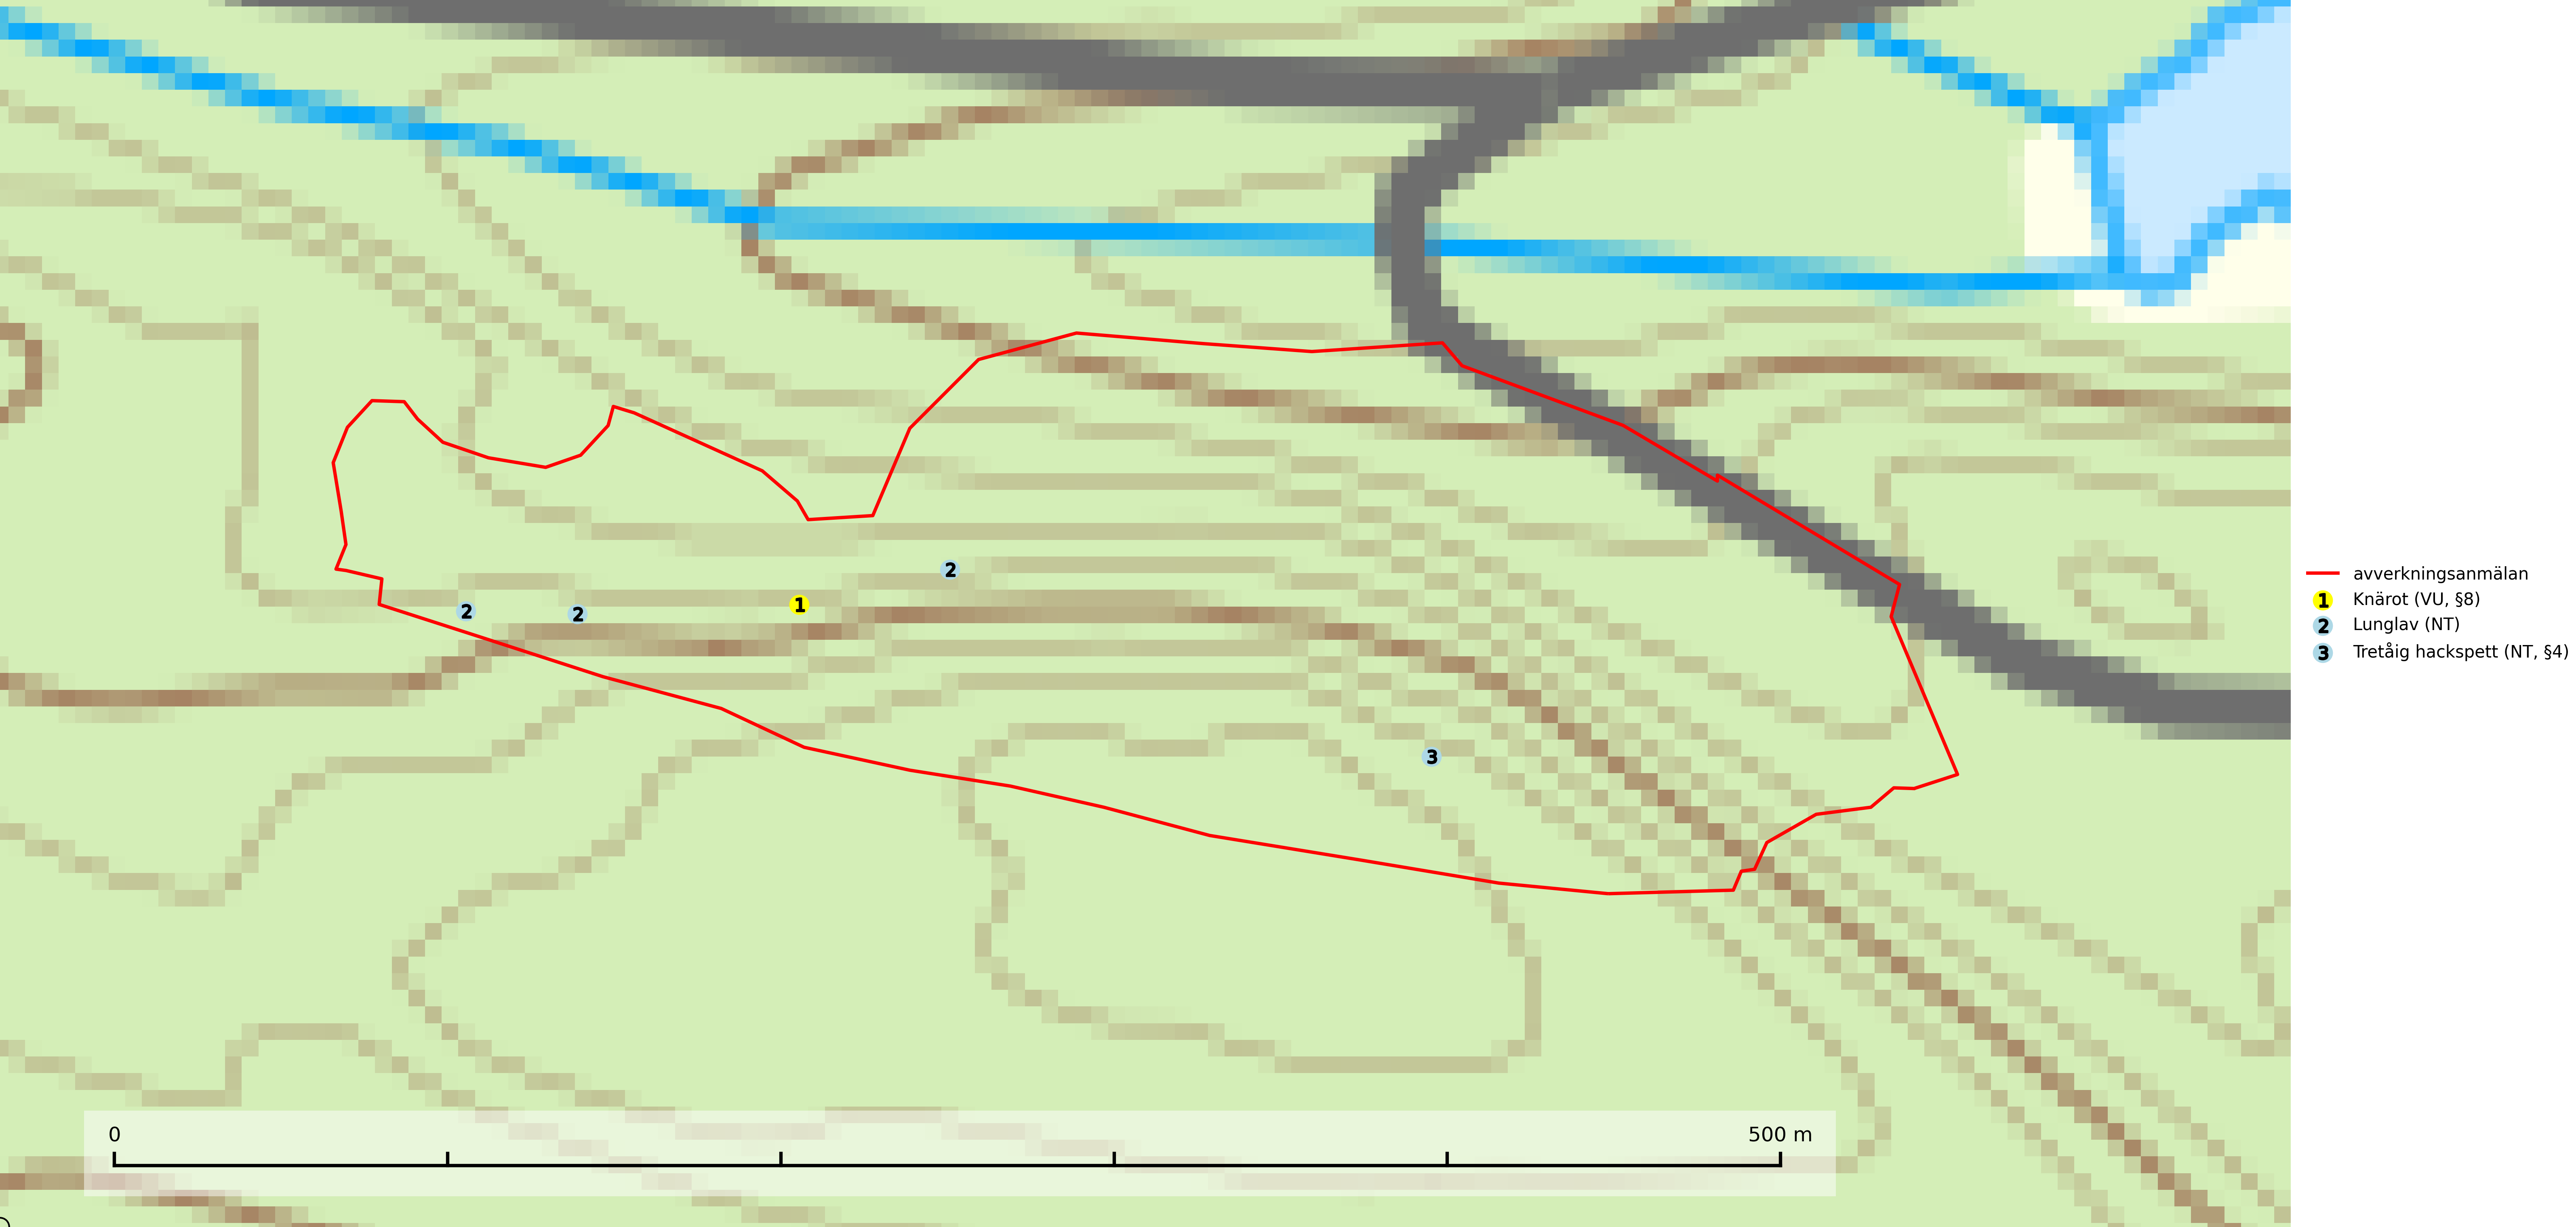 2
2
2
1
3
0
500 m
avverkningsanmälan
1 Knärot (VU, §8)
2 Lunglav (NT)
3 Tretåig hackspett (NT, §4)